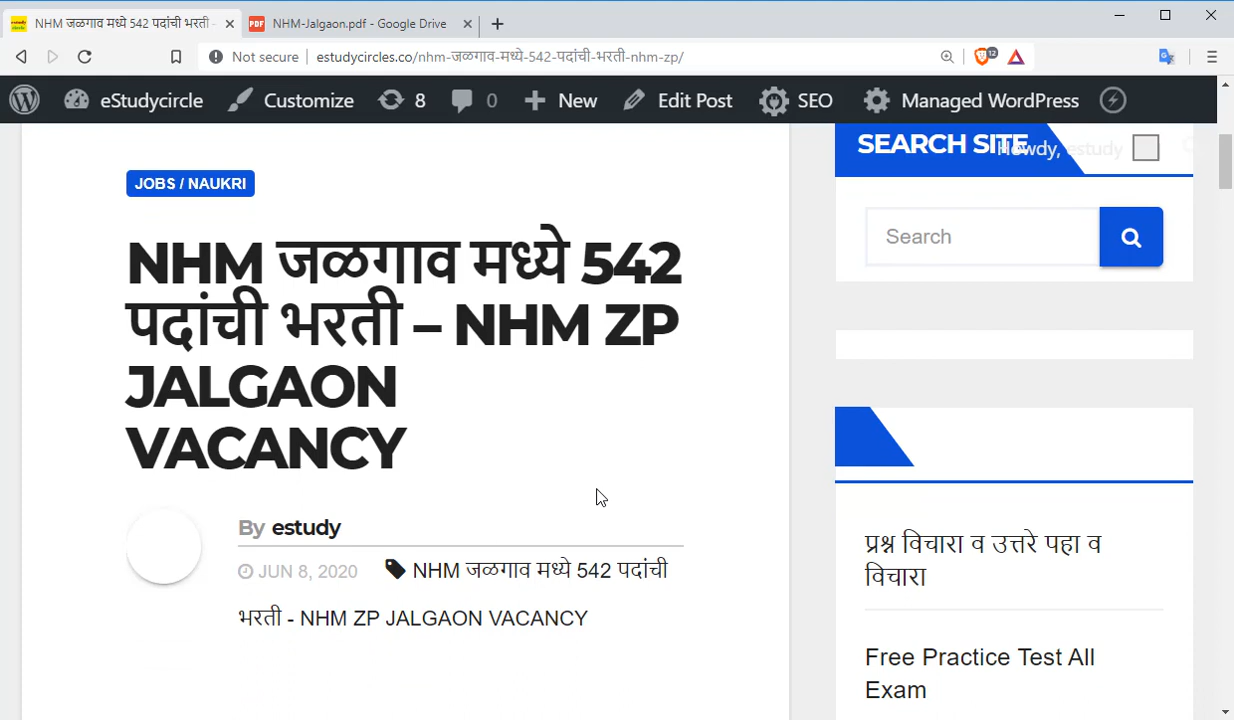 NHM जळगाव मध्ये 542 पदांची भरती -
NHM-Jalgaon.pdf - Google Drive
Not secure
estudycircles.co/nhm-जळगाव-मध्ये-542-पदांची-भरती-nhm-zp/
12
eStudycircle
Customize
8
0
New
Edit Post
SEO
Managed WordPress
Howdy, estudy
JOBS / NAUKRI
NHM जळगाव मध्ये 542
पदांची भरती – NHM ZP
JALGAON
VACANCY
By estudy
JUN 8, 2020
NHM जळगाव मध्ये 542 पदांची
भरती - NHM ZP JALGAON VACANCY
SEARCH SITE
Search
प्रश्न विचारा व उत्तरे पहा व
विचारा
Free Practice Test All
Exam